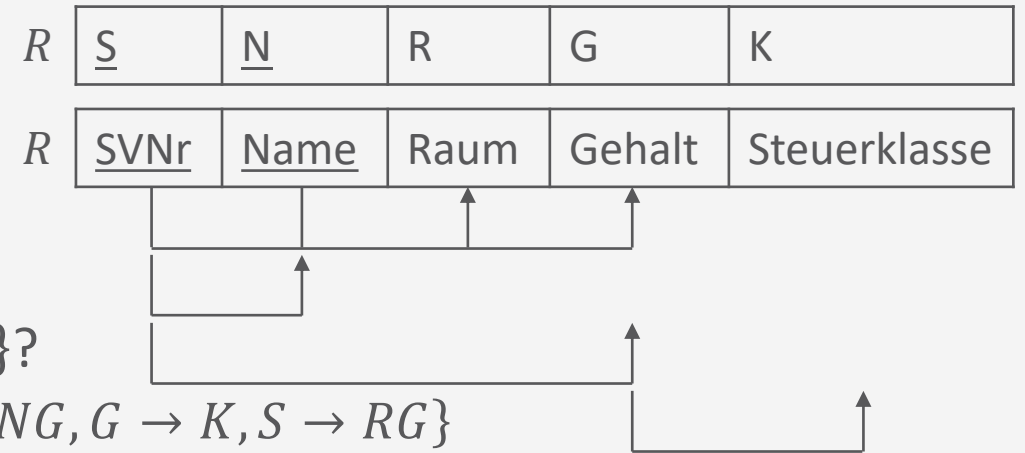 R S N R G K
R SVNr Name Raum Gehalt Steuerklasse
}?
NG, G → K, S → RG}